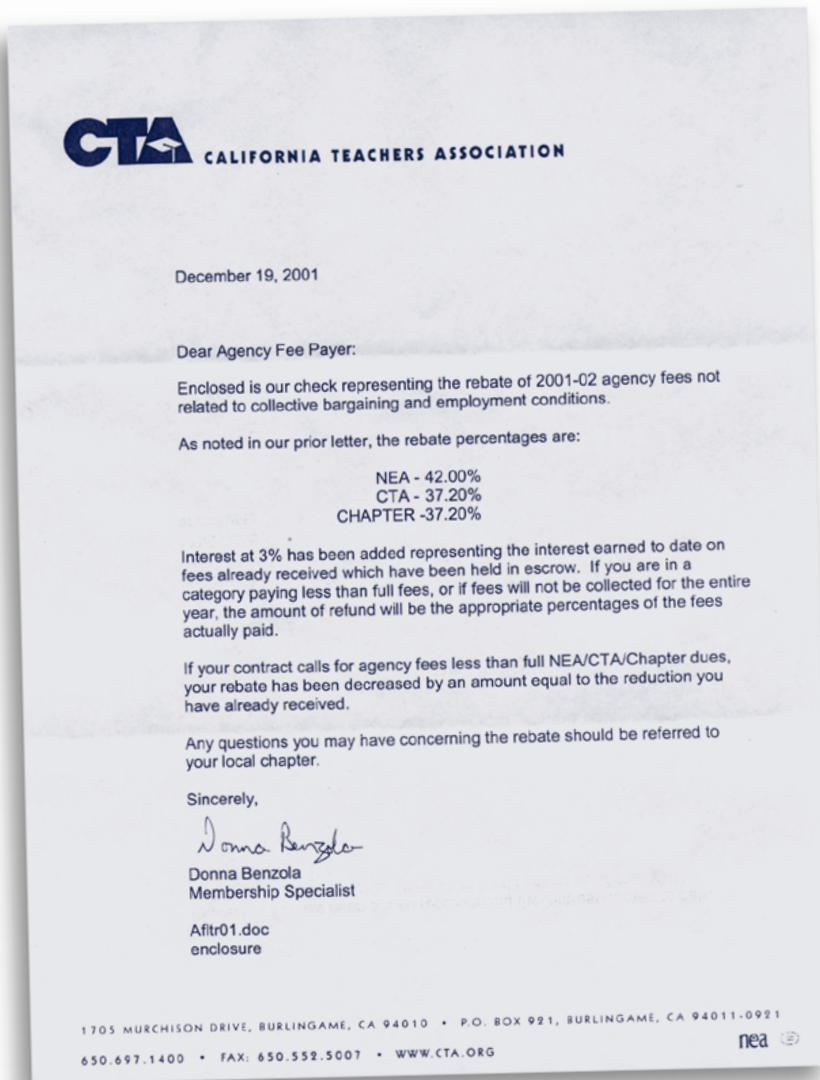 CTA CALIFORNIA TEACHERS ASSOCIATION
December 19, 2001
Dear Agency Fee Payer:
Enclosed is our check representing the rebate of 2001-02 agency fees not
related to collective bargaining and employment conditions.
As noted in our prior letter, the rebate percentages are:
NEA - 42.00%
CTA - 37.20%
CHAPTER -37.20%
Interest at 3% has been added representing the interest earned to date on
fees already received which have been held in escrow. If you are in a
category paying less than full fees, or if fees will not be collected for the entire
year, the amount of refund will be the appropriate percentages of the fees
actually paid.
If your contract calls for agency fees less than full NEA/CTA/Chapter dues,
your rebate has been decreased by an amount equal to the reduction you
have already received.
Any questions you may have concerning the rebate should be referred to
your local chapter.
Sincerely,
Donna Benzola
Donna Benzola
Membership Specialist
Afltr01.doc
enclosure
1705 MURCHISON DRIVE, BURLINGAME, CA 94010 • P.O. BOX 921, BURLINGAME, CA 94011-0921
650.697.1400 • FAX: 650.552.5007 • WWW.CTA.ORG
nea